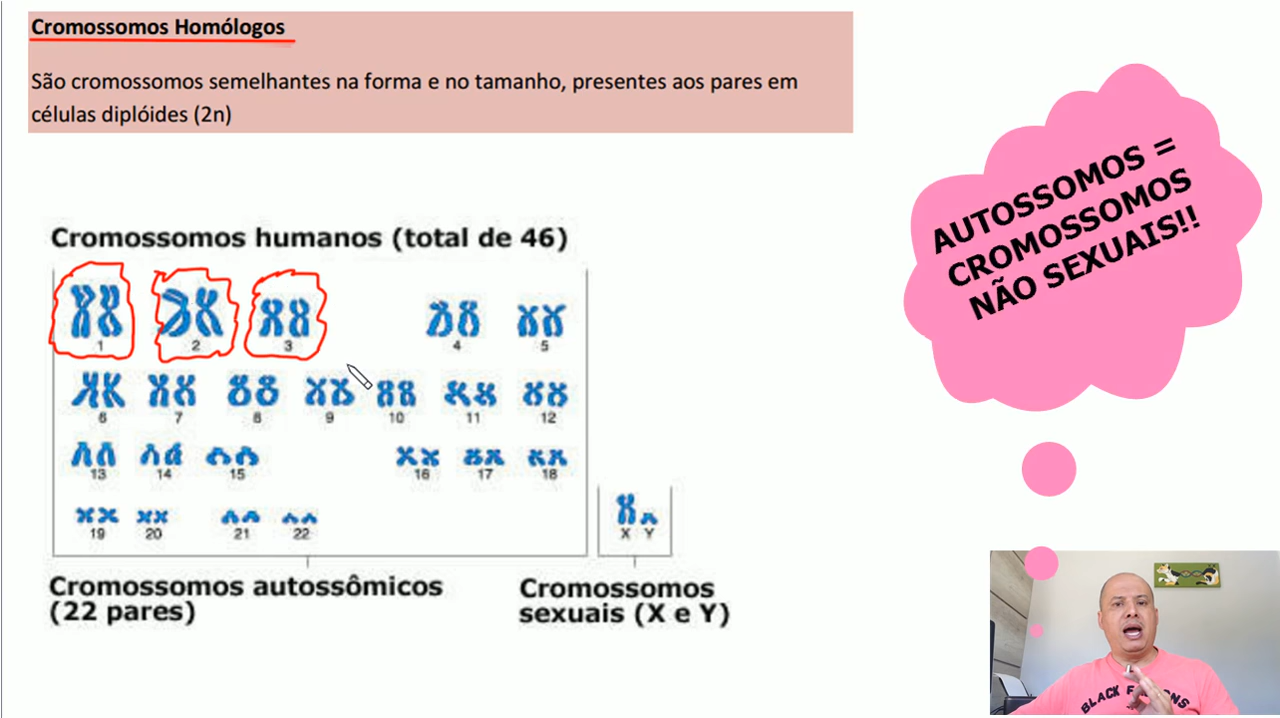 Cromossomos Homólogos
São cromossomos semelhantes na forma e no tamanho, presentes aos pares em
células diplóides (2n)
AUTOSSOMOS =
CROMOSSOMOS
NÃO SEXUAIS!!
Cromossomos humanos (total de 46)
1 2 3 4 5
6 7 8 9 10 11 12
13 14 15 16 17 18
19 20 21 22
X Y
Cromossomos autossômicos
(22 pares)
Cromossomos
sexuais (X e Y)
BLACK